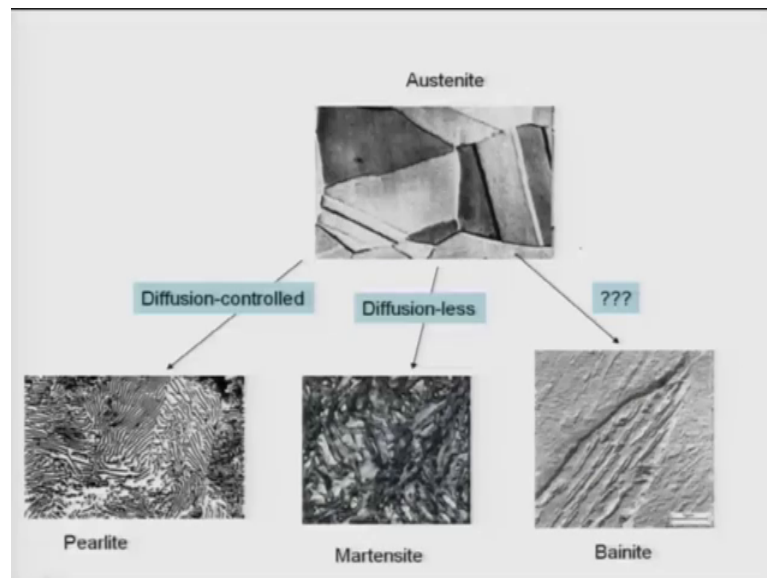 Austenite
Diffusion-controlled
Diffusion-less
???
Pearlite
Martensite
Bainite